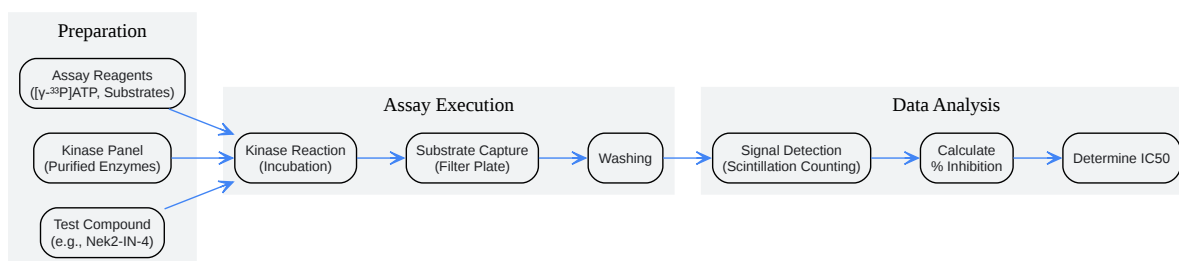 Preparation
Assay Reagents
([γ-³³P]ATP, Substrates)
Kinase Panel
(Purified Enzymes)
Test Compound
(e.g., Nek2-IN-4)
Assay Execution
Kinase Reaction
(Incubation)
Substrate Capture
(Filter Plate)
Washing
Data Analysis
Signal Detection
(Scintillation Counting)
Calculate
% Inhibition
Determine IC50